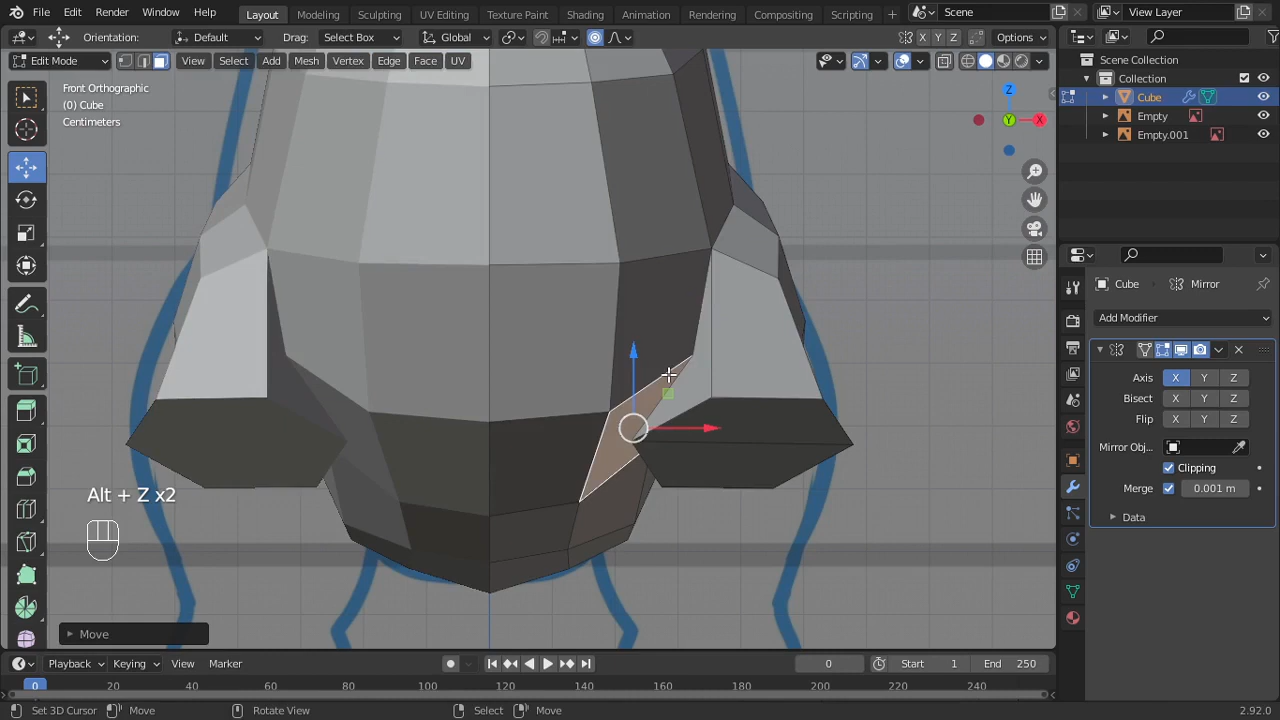 File Edit Render Window Help Layout Modeling Sculpting UV Editing Texture Paint Shading Animation Rendering Compositing Scripting Scene View Layer
Orientation: Default Drag: Select Box Global X Y Z Options
Edit Mode View Select Add Mesh Vertex Edge Face UV
Front Orthographic
(0) Cube
Centimeters
Z
Y
X
Alt + Z x2
Move
Scene Collection
Collection
Cube
Empty
Empty.001
Cube Mirror
Add Modifier
Axis X Y Z
Bisect X Y Z
Flip X Y Z
Mirror Obj...
Clipping
Merge 0.001 m
Data
Playback Keying View Marker 0 Start 1 End 250
0 20 40 60 80 100 120 140 160 180 200 220 240
Set 3D Cursor Move Rotate View Select Move 2.92.0